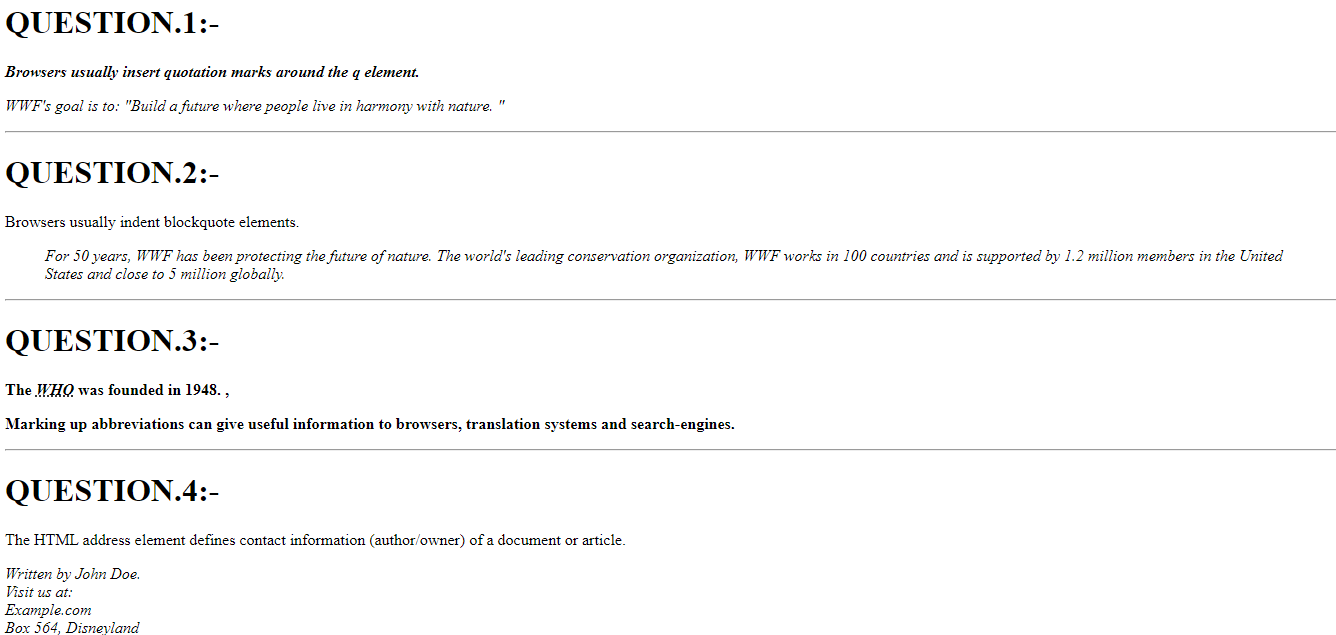 QUESTION.1:-
Browsers usually insert quotation marks around the q element.
WWF's goal is to: "Build a future where people live in harmony with nature. "
QUESTION.2:-
Browsers usually indent blockquote elements.
For 50 years, WWF has been protecting the future of nature. The world's leading conservation organization, WWF works in 100 countries and is supported by 1.2 million members in the United
States and close to 5 million globally.
QUESTION.3:-
The WHO was founded in 1948. ,
Marking up abbreviations can give useful information to browsers, translation systems and search-engines.
QUESTION.4:-
The HTML address element defines contact information (author/owner) of a document or article.
Written by John Doe.
Visit us at:
Example.com
Box 564, Disneyland